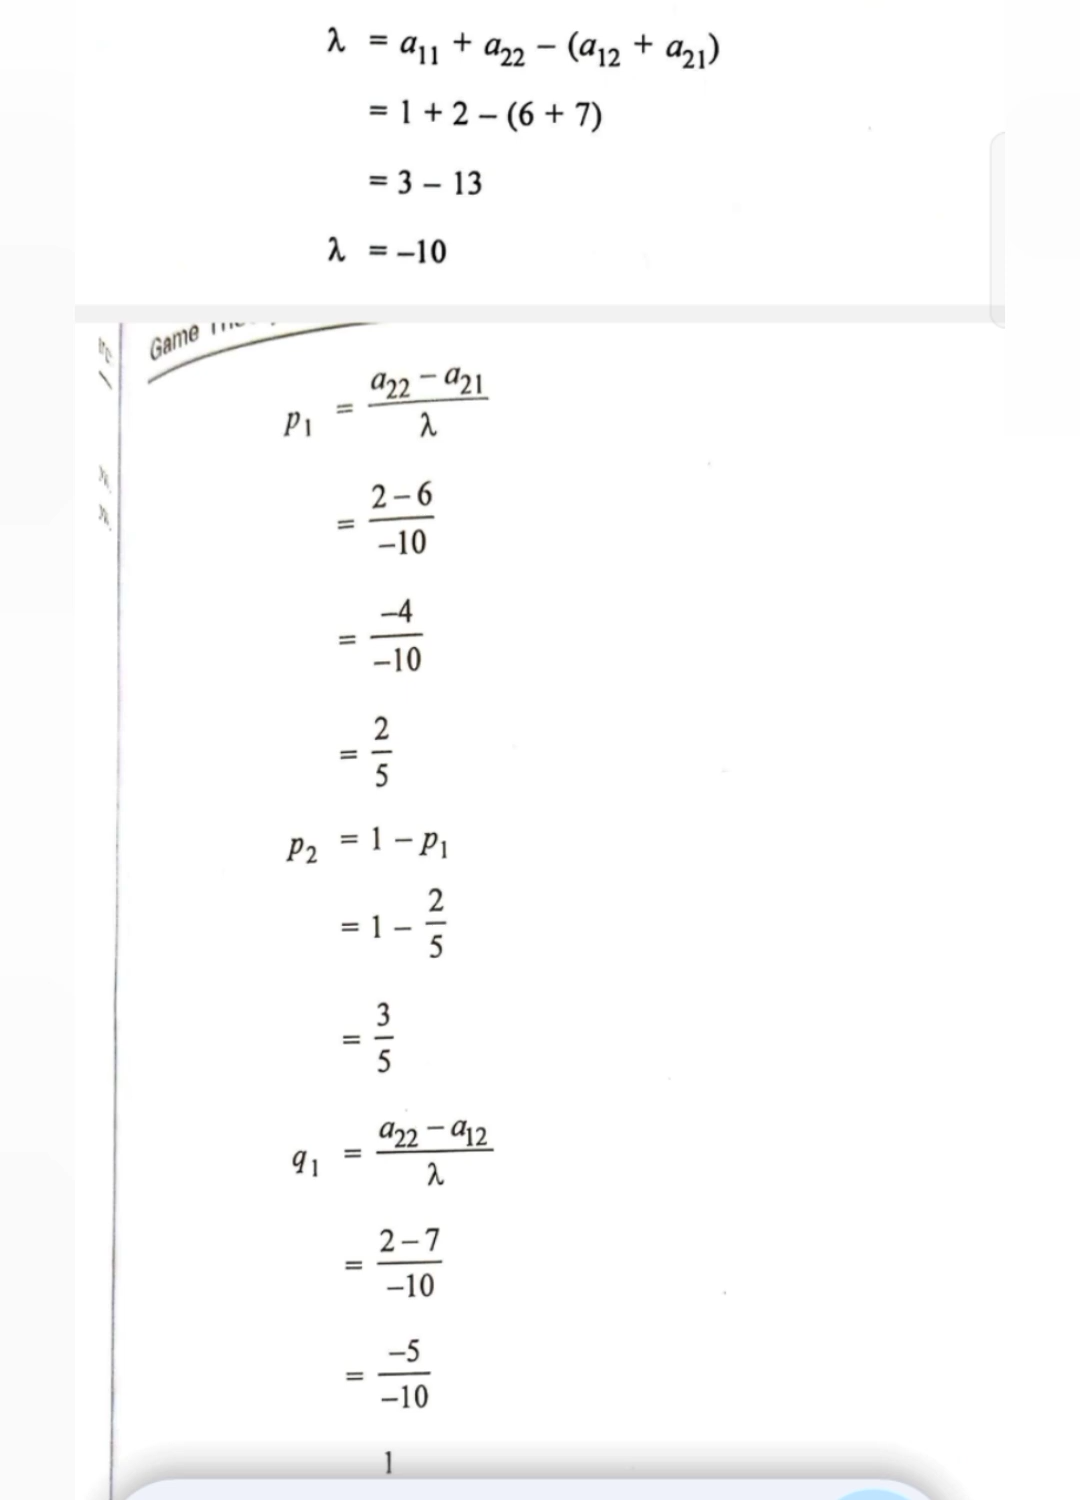 λ = a₁₁ + a₂₂ – (a₁₂ + a₂₁)
= 1 + 2 – (6 + 7)
= 3 – 13
λ = –10
Game
p₁ = (a₂₂ – a₂₁)/λ
= (2 – 6)/–10
= –4/–10
= 2/5
p₂ = 1 – p₁
= 1 – 2/5
= 3/5
q₁ = (a₂₂ – a₁₂)/λ
= (2 – 7)/–10
= –5/–10
1